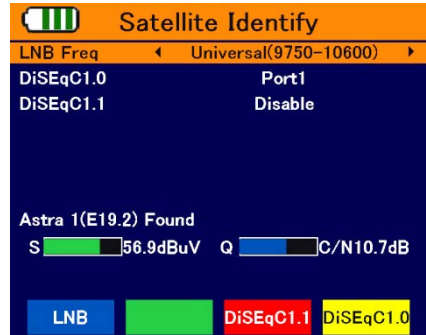 Satellite Identify
LNB Freq Universal(9750-10600)
DiSEqC1.0 Port1
DiSEqC1.1 Disable
Astra 1(E19.2) Found
S 56.9dBuV Q C/N10.7dB
LNB DiSEqC1.1 DiSEqC1.0